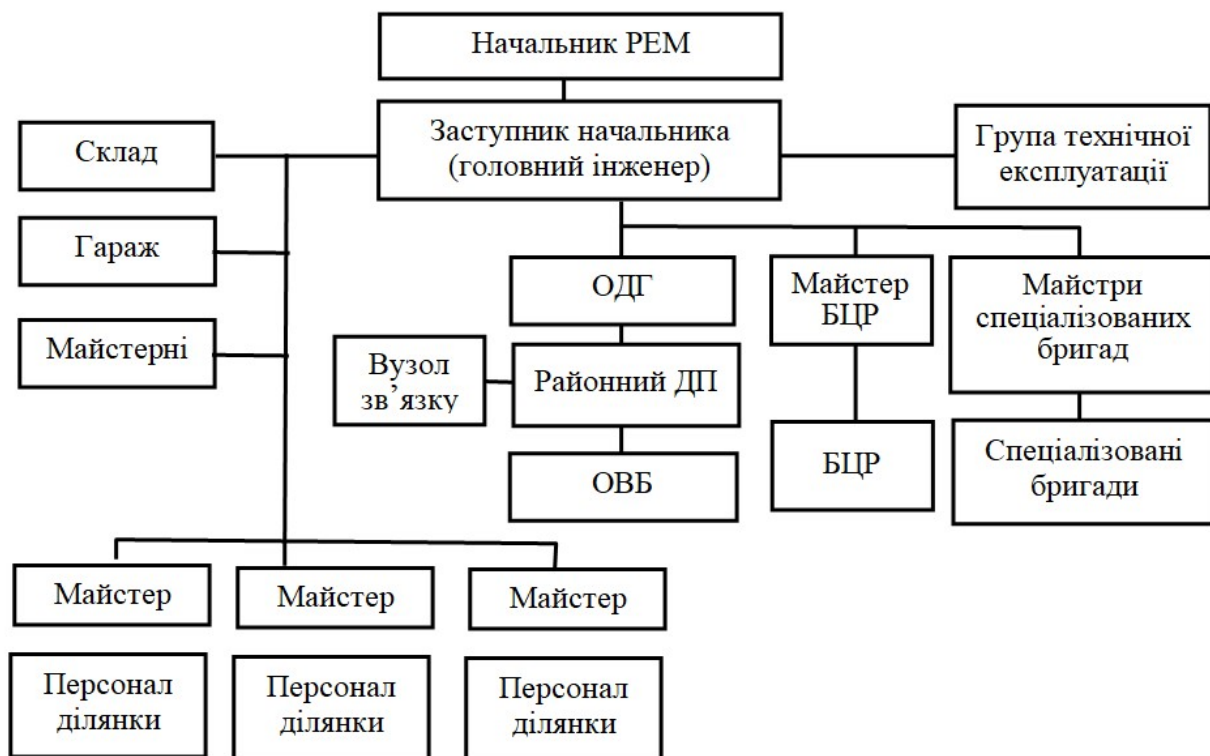 Начальник РЕМ
Заступник начальника
(головний інженер)
Склад
Група технічної
експлуатації
Гараж
Майстерні
ОДГ
Майстер
БЦР
Майстри
спеціалізованих
бригад
Вузол
зв’язку
Районний ДП
ОВБ
БЦР
Спеціалізовані
бригади
Майстер
Майстер
Майстер
Персонал
ділянки
Персонал
ділянки
Персонал
ділянки